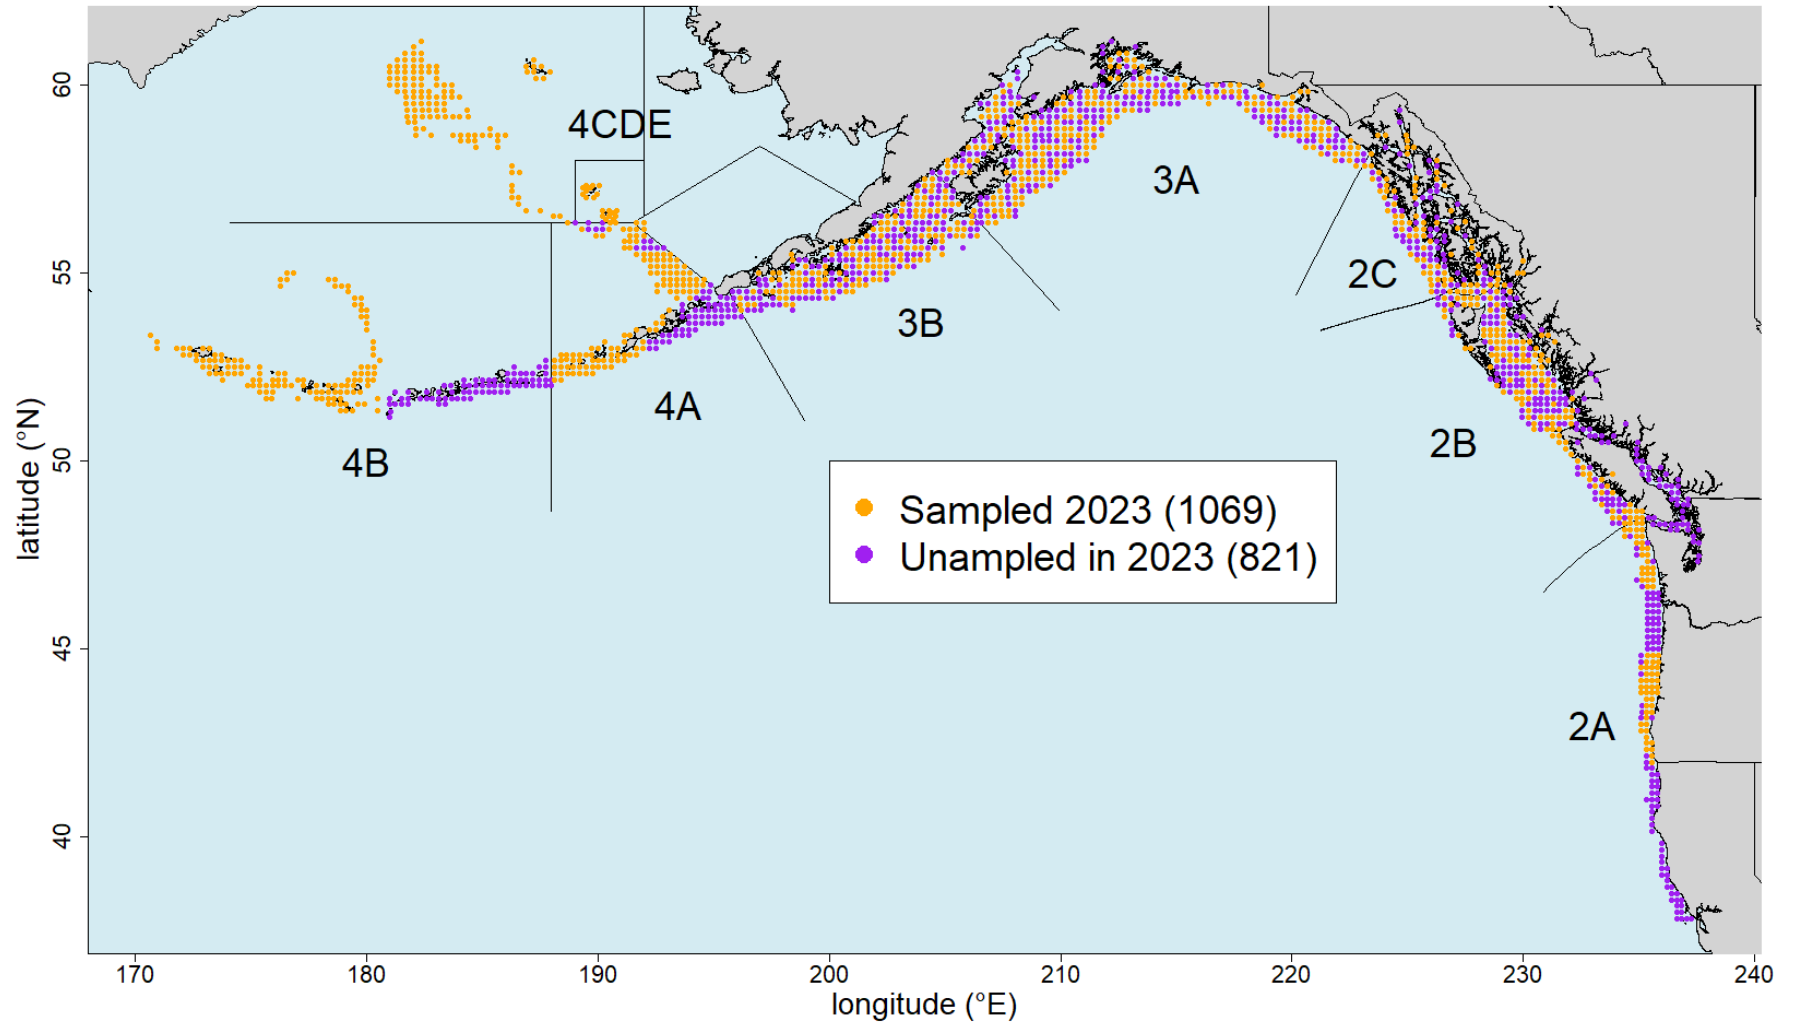 60
55
50
45
40
latitude (°N)
4CDE
3A
2C
3B
4A
4B
2B
2A
Sampled 2023 (1069)
Unampled in 2023 (821)
170
180
190
200
210
220
230
240
longitude (°E)